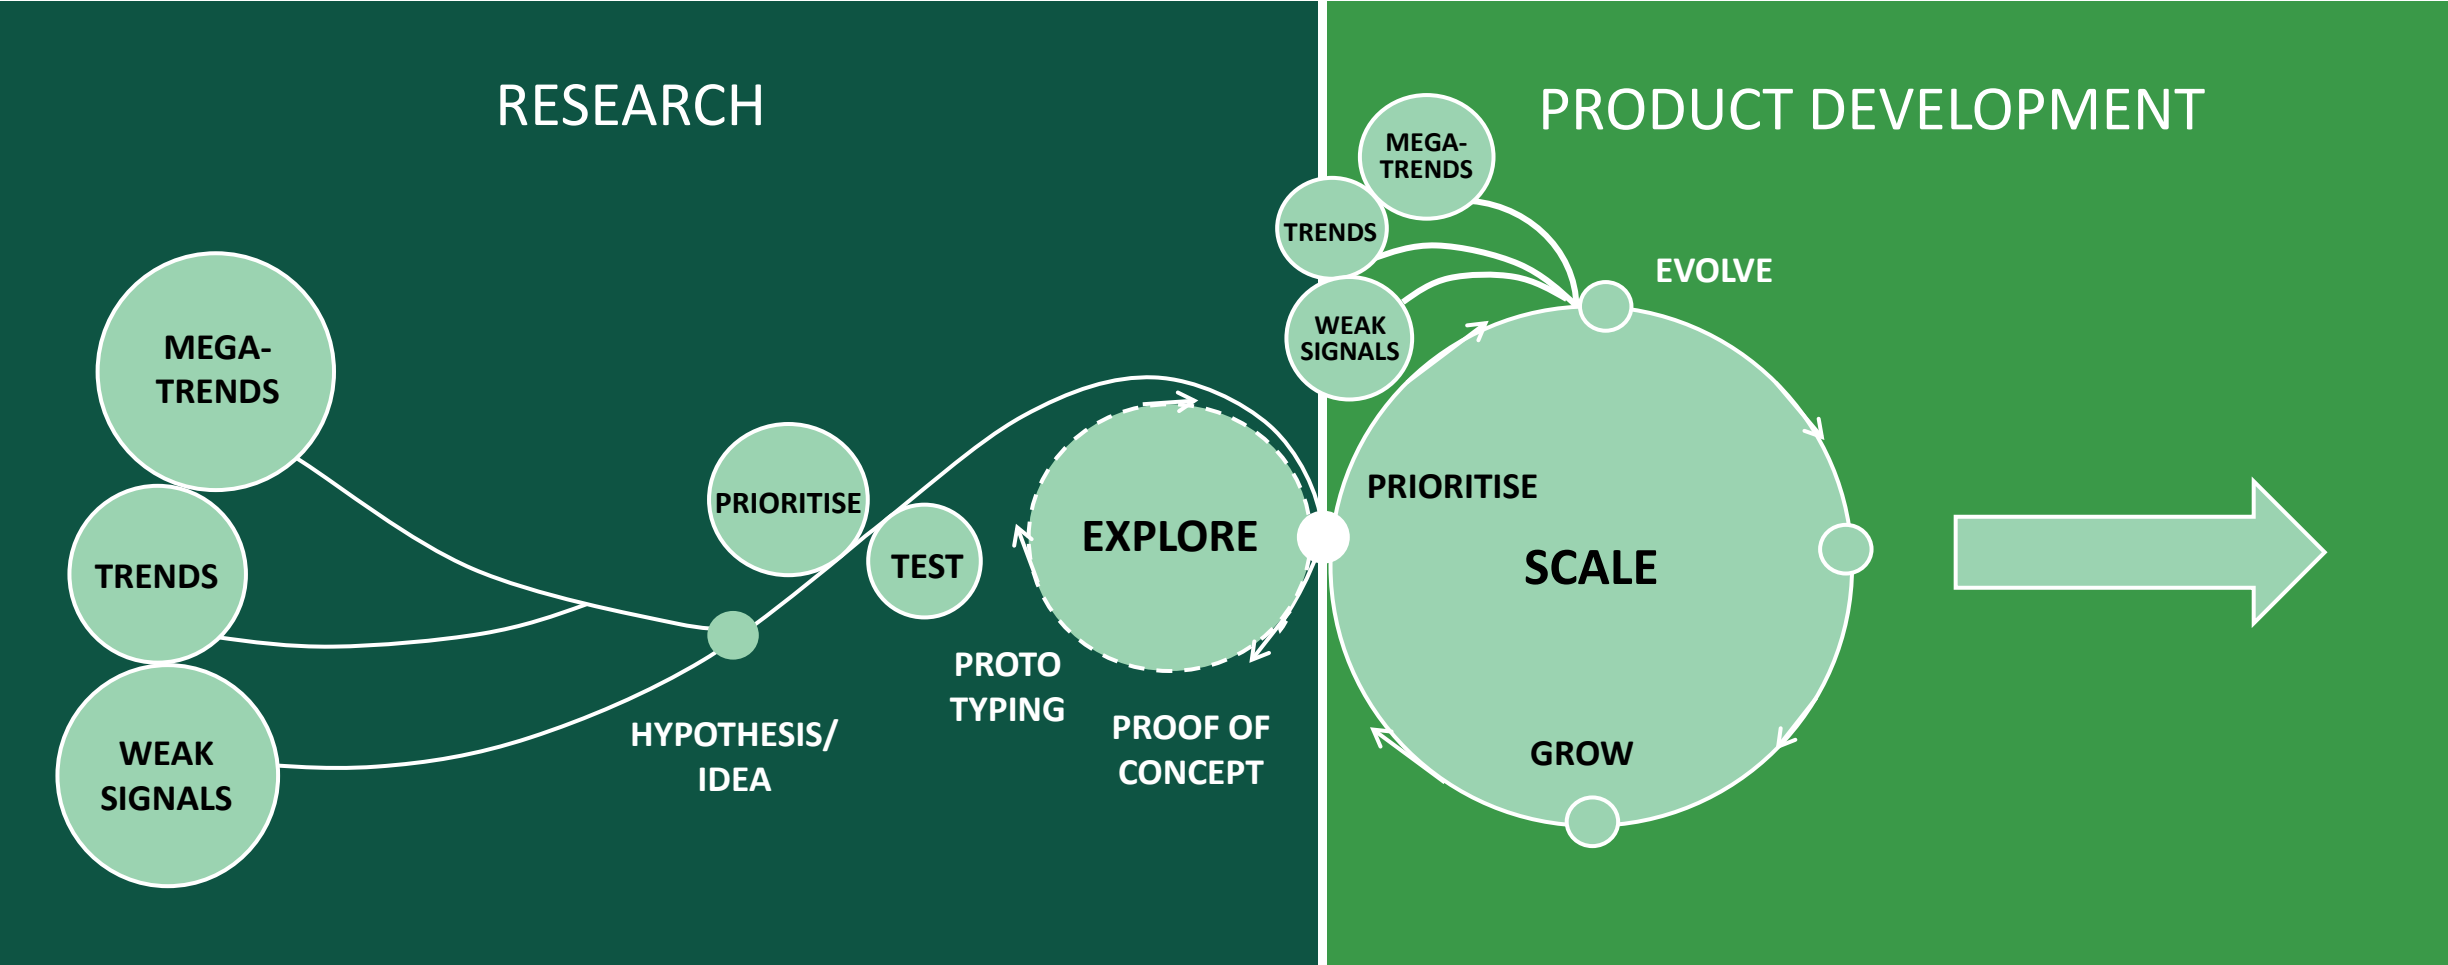 RESEARCH
MEGA-
TRENDS
TRENDS
WEAK
SIGNALS
HYPOTHESIS/
IDEA
PRIORITISE
TEST
EXPLORE
PROTO
TYPING
PROOF OF
CONCEPT
PRODUCT DEVELOPMENT
MEGA-
TRENDS
TRENDS
WEAK
SIGNALS
EVOLVE
PRIORITISE
SCALE
GROW